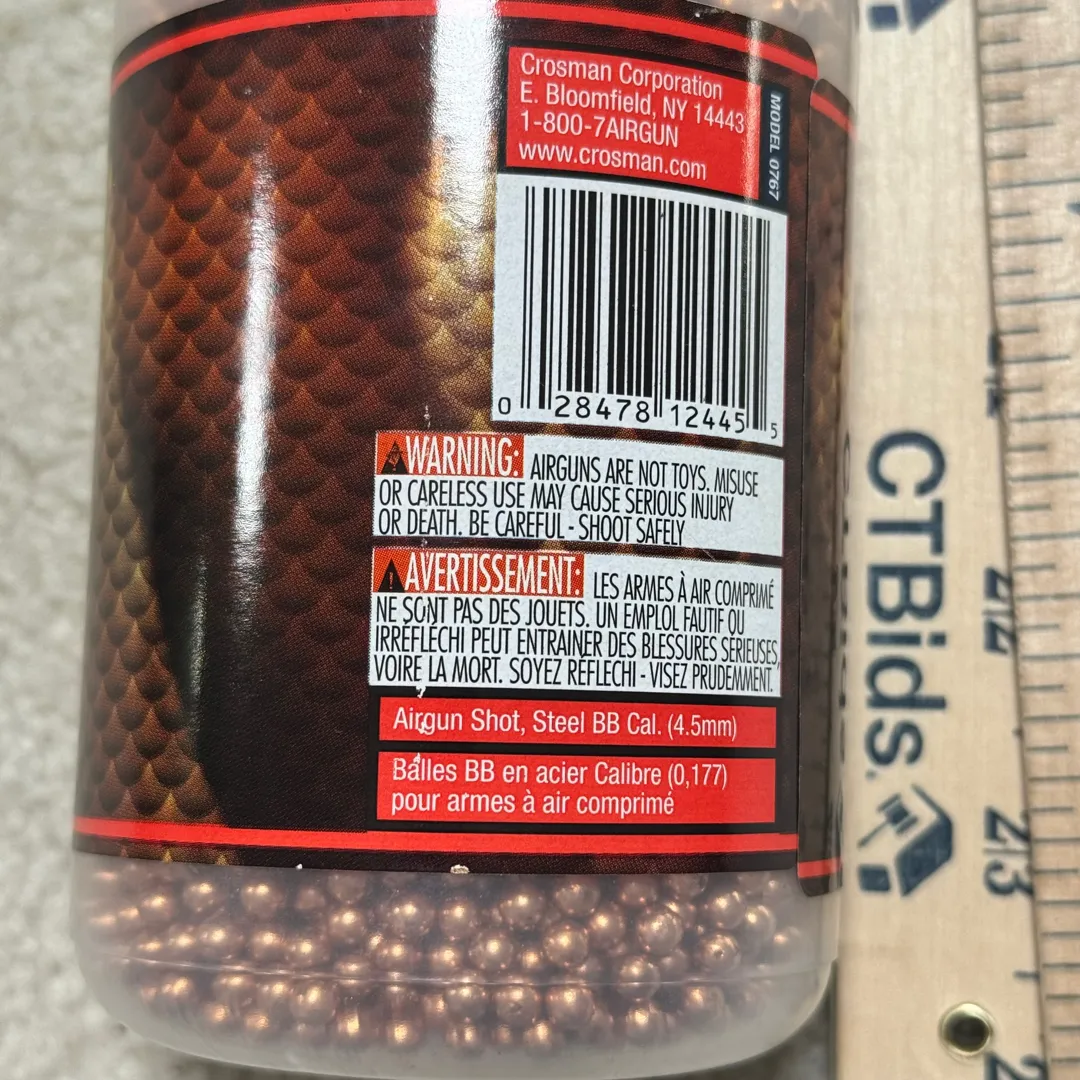 Crosman Corporation
E. Bloomfield, NY 14443
1-800-7AIRGUN
www.crosman.com
MODEL 0767
0 28478 12445 5
WARNING: AIRGUNS ARE NOT TOYS. MISUSE
OR CARELESS USE MAY CAUSE SERIOUS INJURY
OR DEATH. BE CAREFUL - SHOOT SAFELY
AVERTISSEMENT: LES ARMES À AIR COMPRIMÉ
NE SONT PAS DES JOUETS. UN EMPLOI FAUTIF OU
IRRÉFLÉCHI PEUT ENTRAINER DES BLESSURES SÉRIEUSES,
VOIRE LA MORT. SOYEZ RÉFLÉCHI - VISEZ PRUDEMMENT.
Airgun Shot, Steel BB Cal. (4.5mm)
Balles BB en acier Calibre (0,177)
pour armes à air comprimé
CTBids.
22
23